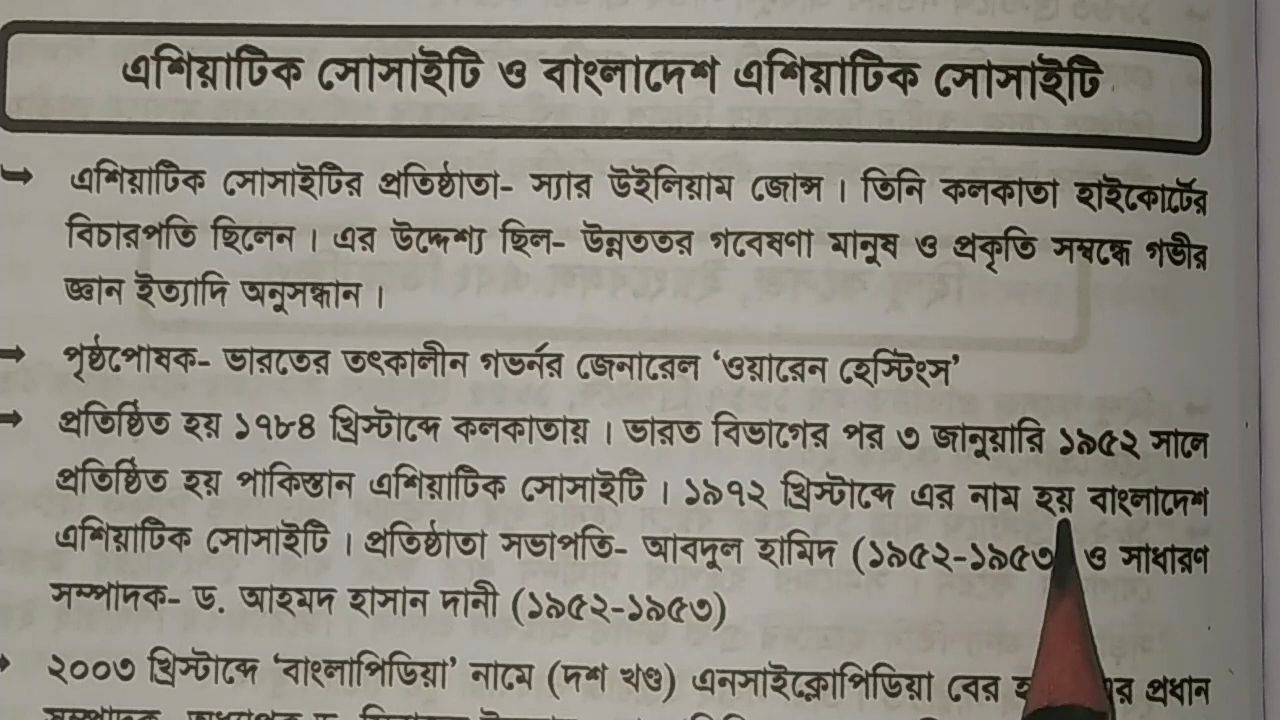 এশিয়াটিক সোসাইটি ও বাংলাদেশ এশিয়াটিক সোসাইটি
এশিয়াটিক সোসাইটির প্রতিষ্ঠাতা- স্যার উইলিয়াম জোন্স । তিনি কলকাতা হাইকোর্টের
বিচারপতি ছিলেন । এর উদ্দেশ্য ছিল- উন্নততর গবেষণা মানুষ ও প্রকৃতি সম্বন্ধে গভীর
জ্ঞান ইত্যাদি অনুসন্ধান ।
পৃষ্ঠপোষক- ভারতের তৎকালীন গভর্নর জেনারেল ‘ওয়ারেন হেস্টিংস’
প্রতিষ্ঠিত হয় ১৭৮৪ খ্রিস্টাব্দে কলকাতায় । ভারত বিভাগের পর ৩ জানুয়ারি ১৯৫২ সালে
প্রতিষ্ঠিত হয় পাকিস্তান এশিয়াটিক সোসাইটি । ১৯৭২ খ্রিস্টাব্দে এর নাম হয় বাংলাদেশ
এশিয়াটিক সোসাইটি । প্রতিষ্ঠাতা সভাপতি- আবদুল হামিদ (১৯৫২-১৯৫৩ ও সাধারণ
সম্পাদক- ড. আহমদ হাসান দানী (১৯৫২-১৯৫৩)
২০০৩ খ্রিস্টাব্দে ‘বাংলাপিডিয়া’ নামে (দশ খণ্ড) এনসাইক্লোপিডিয়া বের প্রধান